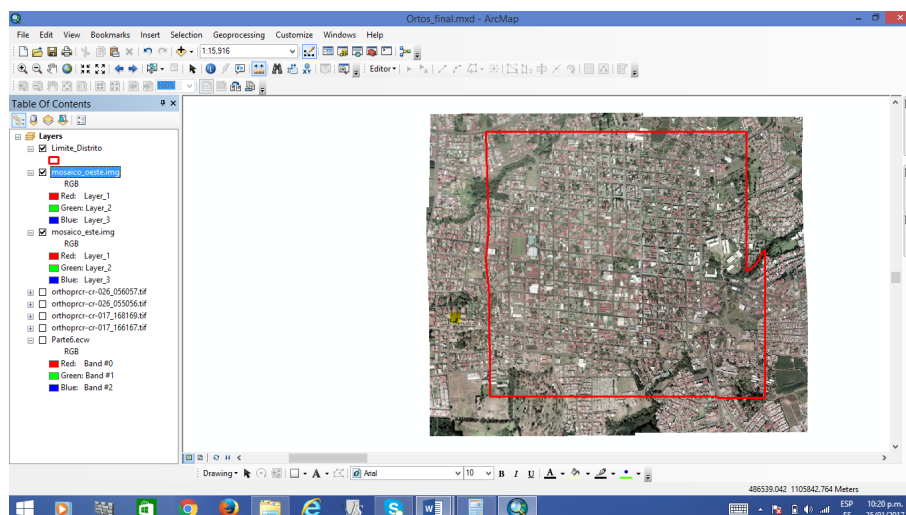 Ortos_final.mxd - ArcMap
File Edit View Bookmarks Insert Selection Geoprocessing Customize Windows Help
1:15,916
Editor
Table Of Contents
Layers
Limite_Distrito
mosaico_oeste.img
RGB
Red: Layer_1
Green: Layer_2
Blue: Layer_3
mosaico_este.img
RGB
Red: Layer_1
Green: Layer_2
Blue: Layer_3
orthoprcr-cr-026_056057.tif
orthoprcr-cr-026_055056.tif
orthoprcr-cr-017_168169.tif
orthoprcr-cr-017_166167.tif
Parte6.ecw
RGB
Red: Band #0
Green: Band #1
Blue: Band #2
Drawing A Arial 10 B I U A
486539.042 1105842.764 Meters
ESP 10:20 p.m.
ES 25/01/2017